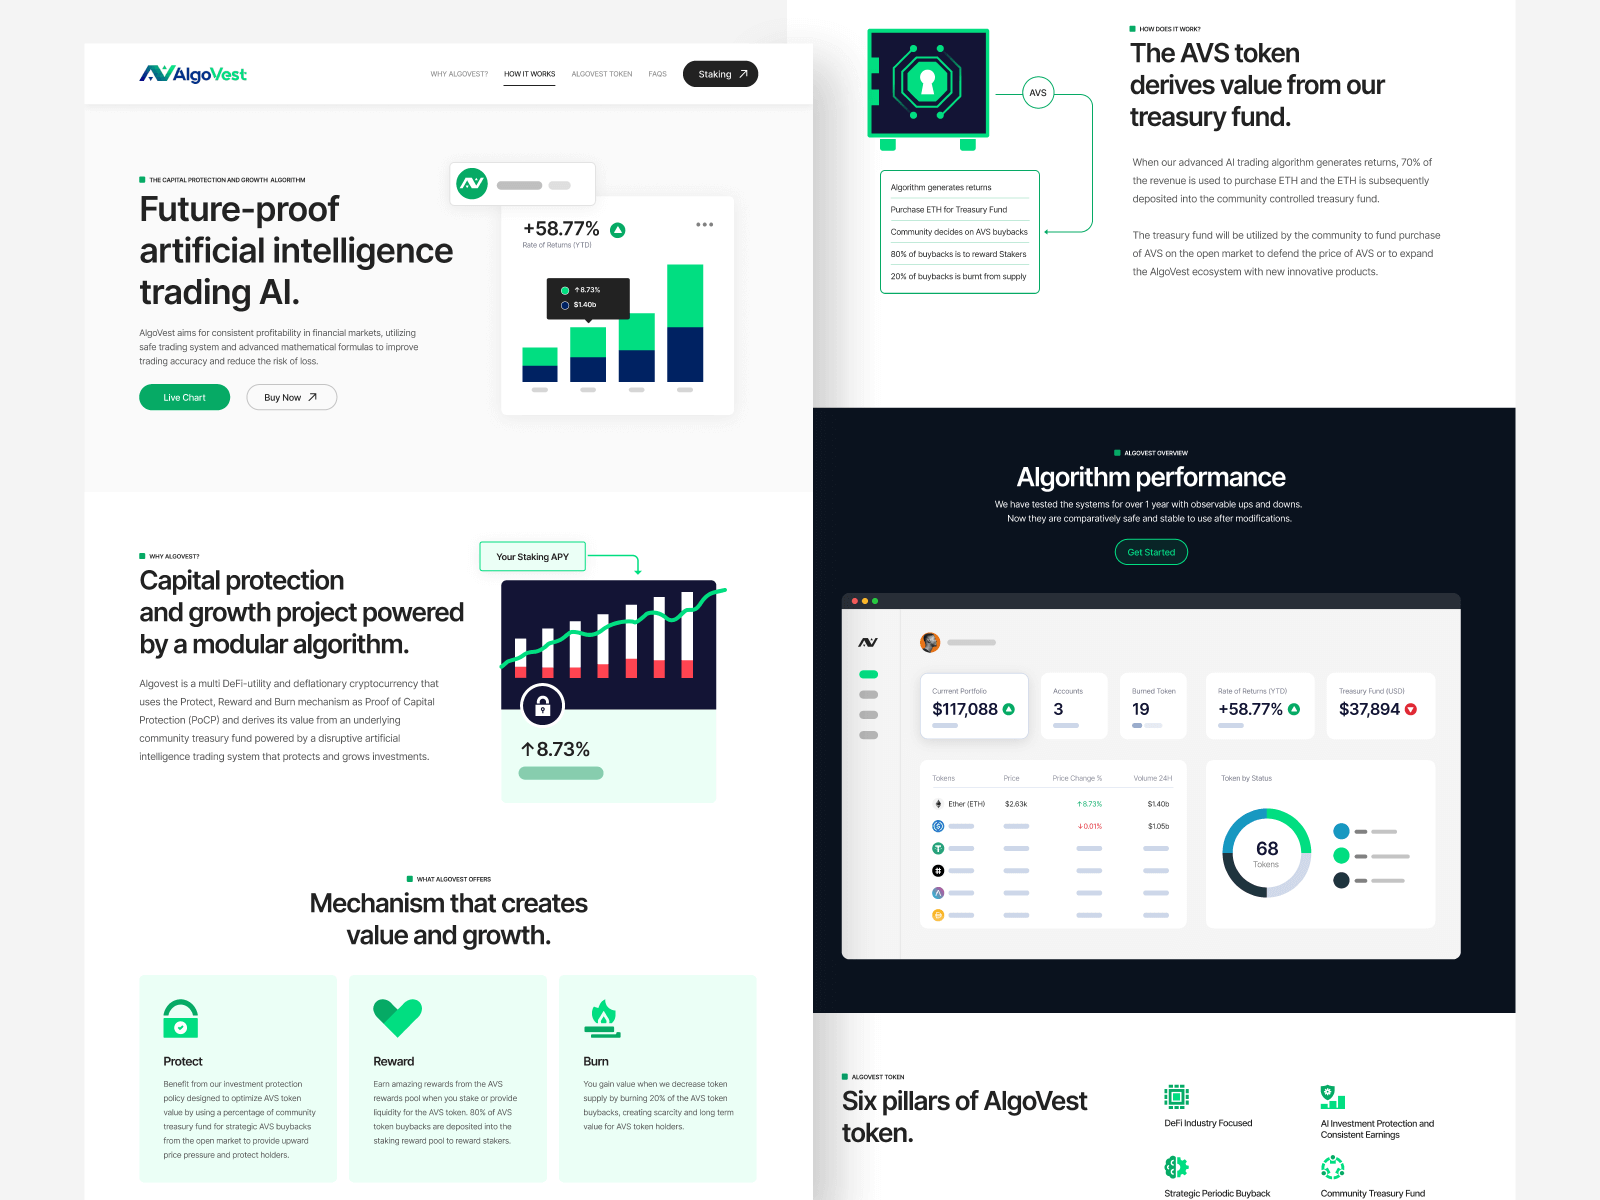 AlgoVest
WHY ALGOVEST?
HOW IT WORKS
ALGOVEST TOKEN
FAQS
Staking
THE CAPITAL PROTECTION AND GROWTH ALGORITHM
Future-proof
artificial intelligence
trading AI.
AlgoVest aims for consistent profitability in financial markets, utilizing
safe trading system and advanced mathematical formulas to improve
trading accuracy and reduce the risk of loss.
Live Chart
Buy Now
+58.77%
Rate of Returns (YTD)
↑8.73%
$1.40b
WHY ALGOVEST?
Capital protection
and growth project powered
by a modular algorithm.
Algovest is a multi DeFi-utility and deflationary cryptocurrency that
uses the Protect, Reward and Burn mechanism as Proof of Capital
Protection (PoCP) and derives its value from an underlying
community treasury fund powered by a disruptive artificial
intelligence trading system that protects and grows investments.
Your Staking APY
↑8.73%
WHAT ALGOVEST OFFERS
Mechanism that creates
value and growth.
Protect
Benefit from our investment protection
policy designed to optimize AVS token
value by using a percentage of community
treasury fund for strategic AVS buybacks
from the open market to provide upward
price pressure and protect holders.
Reward
Earn amazing rewards from the AVS
rewards pool when you stake or provide
liquidity for the AVS token. 80% of AVS
token buybacks are deposited into the
staking reward pool to reward stakers.
Burn
You gain value when we decrease token
supply by burning 20% of the AVS token
buybacks, creating scarcity and long term
value for AVS token holders.
AVS
Algorithm generates returns
Purchase ETH for Treasury Fund
Community decides on AVS buybacks
80% of buybacks is to reward Stakers
20% of buybacks is burnt from supply
HOW DOES IT WORK?
The AVS token
derives value from our
treasury fund.
When our advanced AI trading algorithm generates returns, 70% of
the revenue is used to purchase ETH and the ETH is subsequently
deposited into the community controlled treasury fund.
The treasury fund will be utilized by the community to fund purchase
of AVS on the open market to defend the price of AVS or to expand
the AlgoVest ecosystem with new innovative products.
ALGOVEST OVERVIEW
Algorithm performance
We have tested the systems for over 1 year with observable ups and downs.
Now they are comparatively safe and stable to use after modifications.
Get Started
Current Portfolio
$117,088
Accounts
3
Burned Token
19
Rate of Returns (YTD)
+58.77%
Treasury Fund (USD)
$37,894
Tokens Price Price Change % Volume 24H
Ether (ETH) $2.63k ↑8.73% $1.40b
↓0.01% $1.05b
Token by Status
68
Tokens
ALGOVEST TOKEN
Six pillars of AlgoVest
token.
DeFi Industry Focused
AI Investment Protection and
Consistent Earnings
Strategic Periodic Buyback
Community Treasury Fund